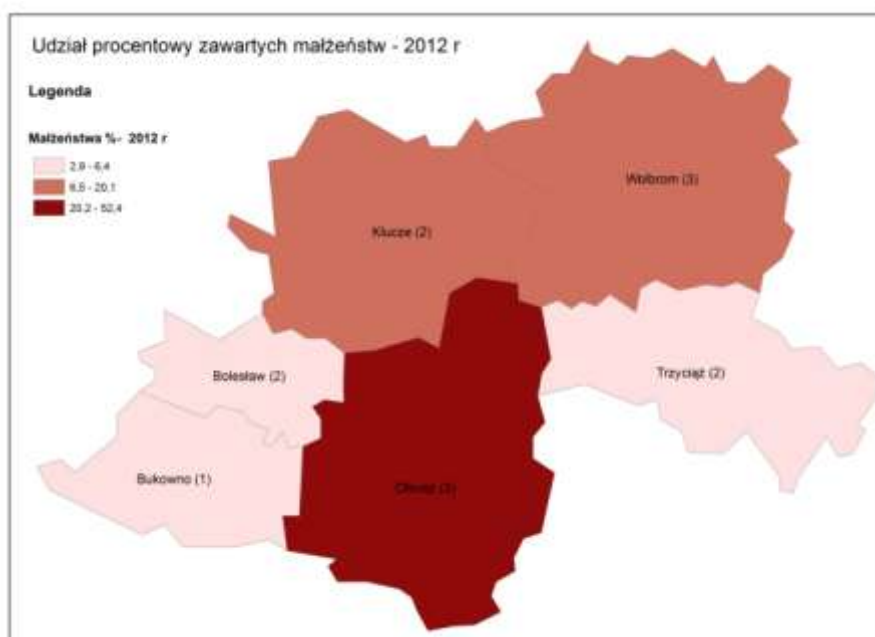 Udział procentowy zawartych małżeństw - 2012 r
Legenda
Małżeństwa %- 2012 r
2,9 - 6,4
6,5 - 20,1
20,2 - 52,4
Wolbrom (3)
Klucze (2)
Bolesław (2)
Trzyciąż (2)
Bukowno (1)
Olkusz (3)